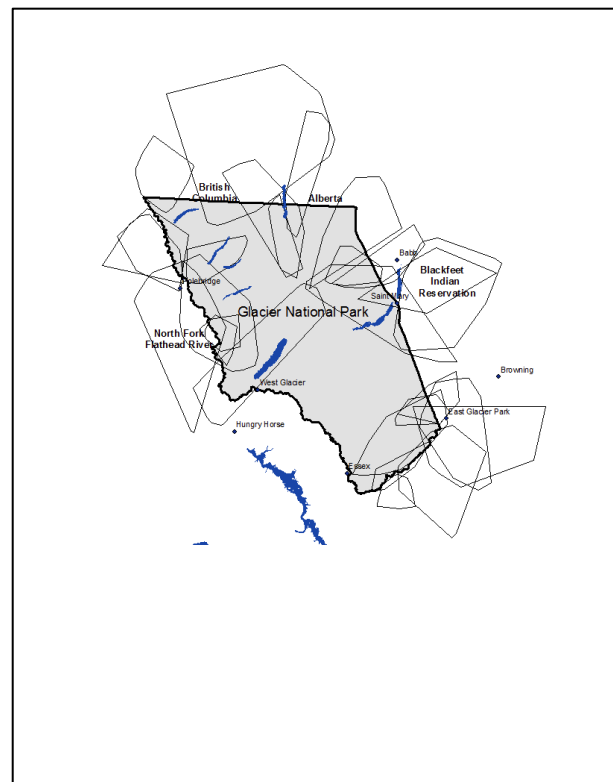 British
Columbia
Alberta
Babb
Blackfeet
Indian
Reservation
Polebridge
Saint Mary
Glacier National Park
North Fork
Flathead River
Browning
West Glacier
East Glacier Park
Hungry Horse
Essex